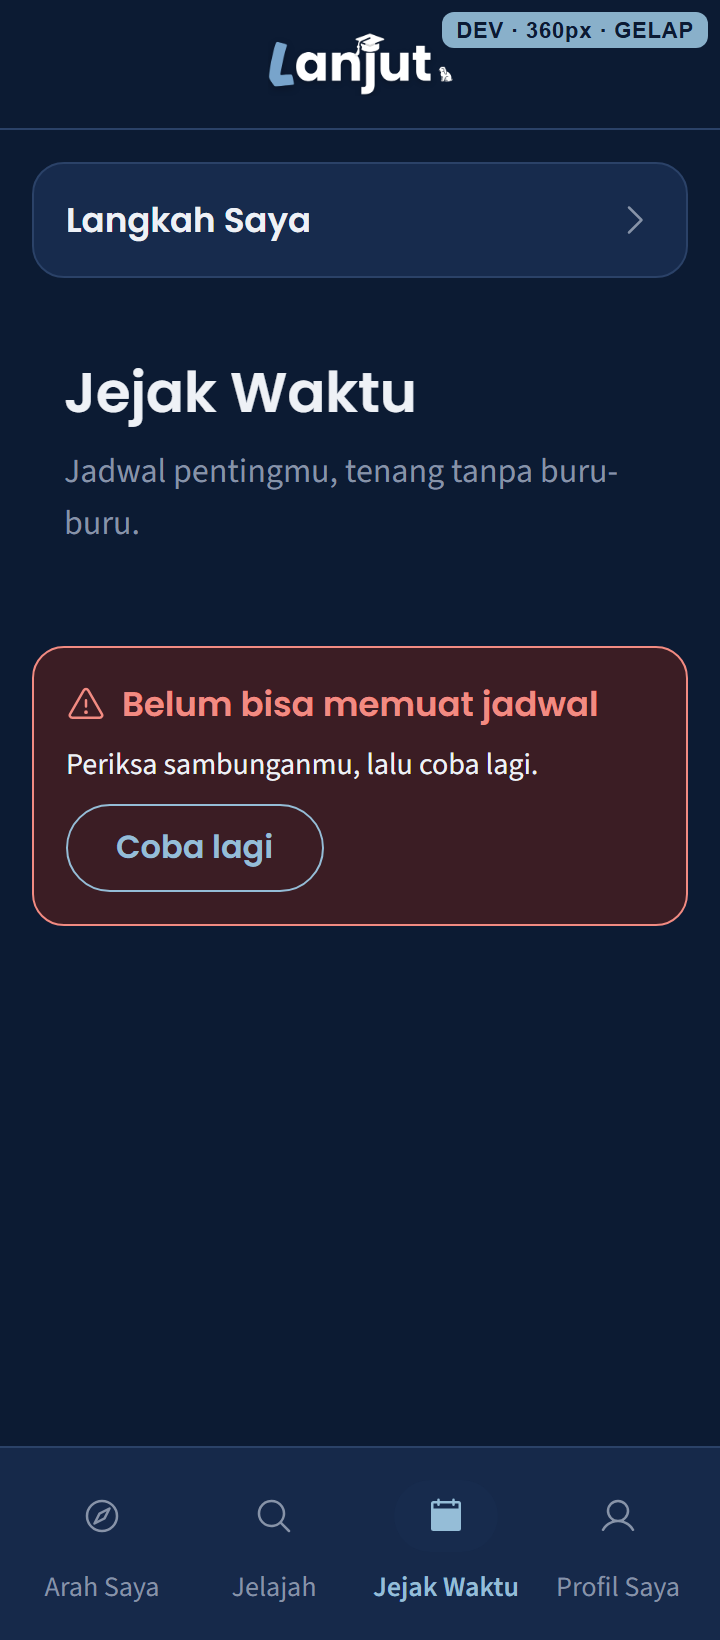 Lanjut
DEV · 360px · GELAP
Langkah Saya
Jejak Waktu
Jadwal pentingmu, tenang tanpa buru-
buru.
Belum bisa memuat jadwal
Periksa sambunganmu, lalu coba lagi.
Coba lagi
Arah Saya
Jelajah
Jejak Waktu
Profil Saya